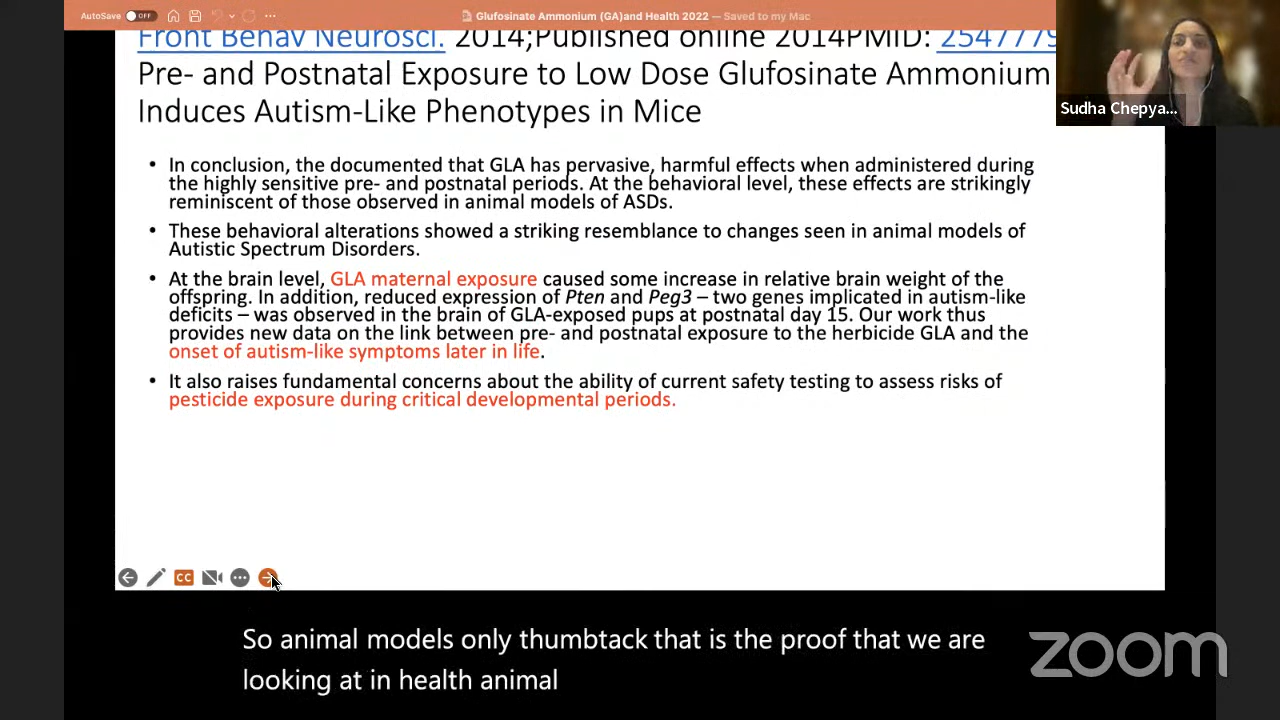 AutoSave OFF
Glufosinate Ammonium (GA)and Health 2022 — Saved to my Mac
Front Behav Neurosci. 2014;Published online 2014PMID: 2547779
Pre- and Postnatal Exposure to Low Dose Glufosinate Ammonium
Induces Autism-Like Phenotypes in Mice
Sudha Chepya...
• In conclusion, the documented that GLA has pervasive, harmful effects when administered during
the highly sensitive pre- and postnatal periods. At the behavioral level, these effects are strikingly
reminiscent of those observed in animal models of ASDs.
• These behavioral alterations showed a striking resemblance to changes seen in animal models of
Autistic Spectrum Disorders.
• At the brain level, GLA maternal exposure caused some increase in relative brain weight of the
offspring. In addition, reduced expression of Pten and Peg3 – two genes implicated in autism-like
deficits – was observed in the brain of GLA-exposed pups at postnatal day 15. Our work thus
provides new data on the link between pre- and postnatal exposure to the herbicide GLA and the
onset of autism-like symptoms later in life.
• It also raises fundamental concerns about the ability of current safety testing to assess risks of
pesticide exposure during critical developmental periods.
CC
So animal models only thumbtack that is the proof that we are
looking at in health animal
zoom